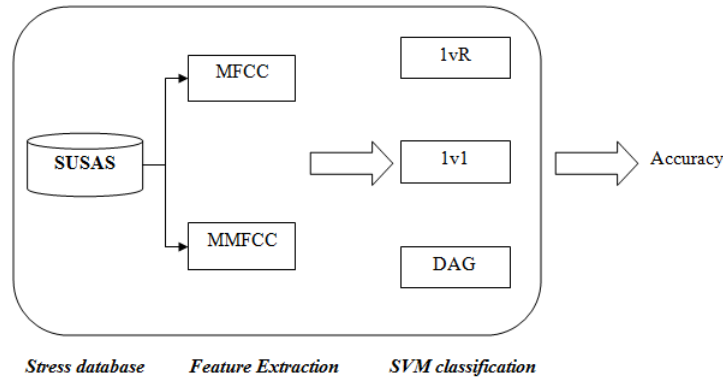 1vR
MFCC
SUSAS
1v1
Accuracy
MMFCC
DAG
Stress database
Feature Extraction
SVM classification